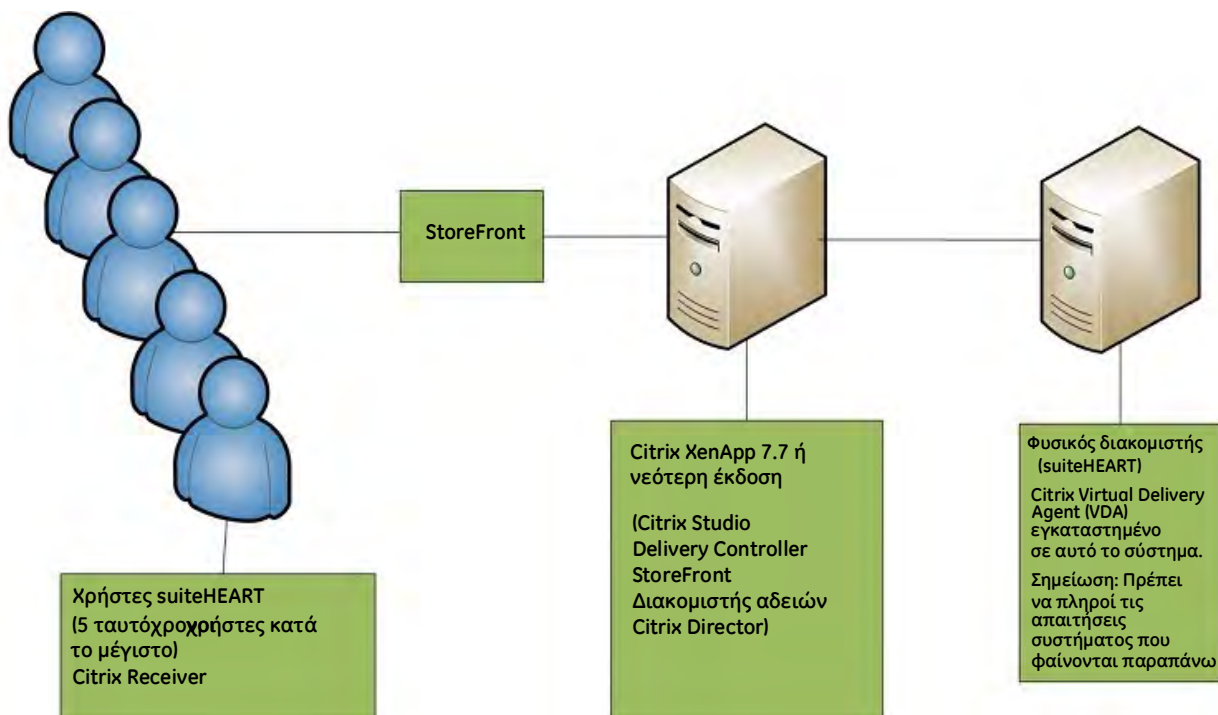 StoreFront
Χρήστες suiteHEART
(5 ταυτόχρονοι χρήστες κατά
το μέγιστο)
Citrix Receiver
Citrix XenApp 7.7 ή
νεότερη έκδοση
(Citrix Studio
Delivery Controller
StoreFront
Διακομιστής αδειών
Citrix Director)
Φυσικός διακομιστής
(suiteHEART)
Citrix Virtual Delivery
Agent (VDA)
εγκαταστημένο
σε αυτό το σύστημα.
Σημείωση: Πρέπει
να πληροί τις
απαιτήσεις
συστήματος που
φαίνονται παραπάνω